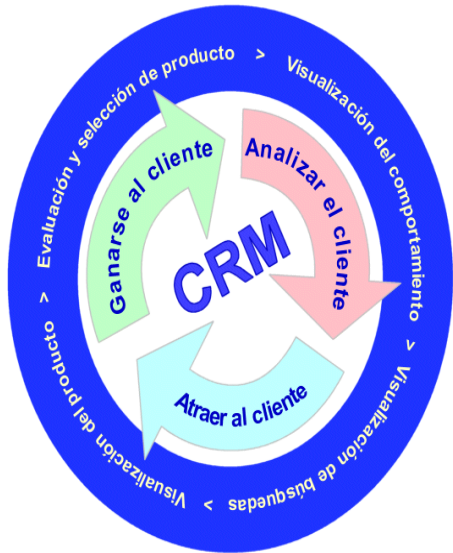 Visualización del comportamiento
>
Visualización de búsquedas
>
Visualización del producto
>
Evaluación y selección de producto
>
Analizar el cliente
Atraer al cliente
Ganarse al cliente
CRM